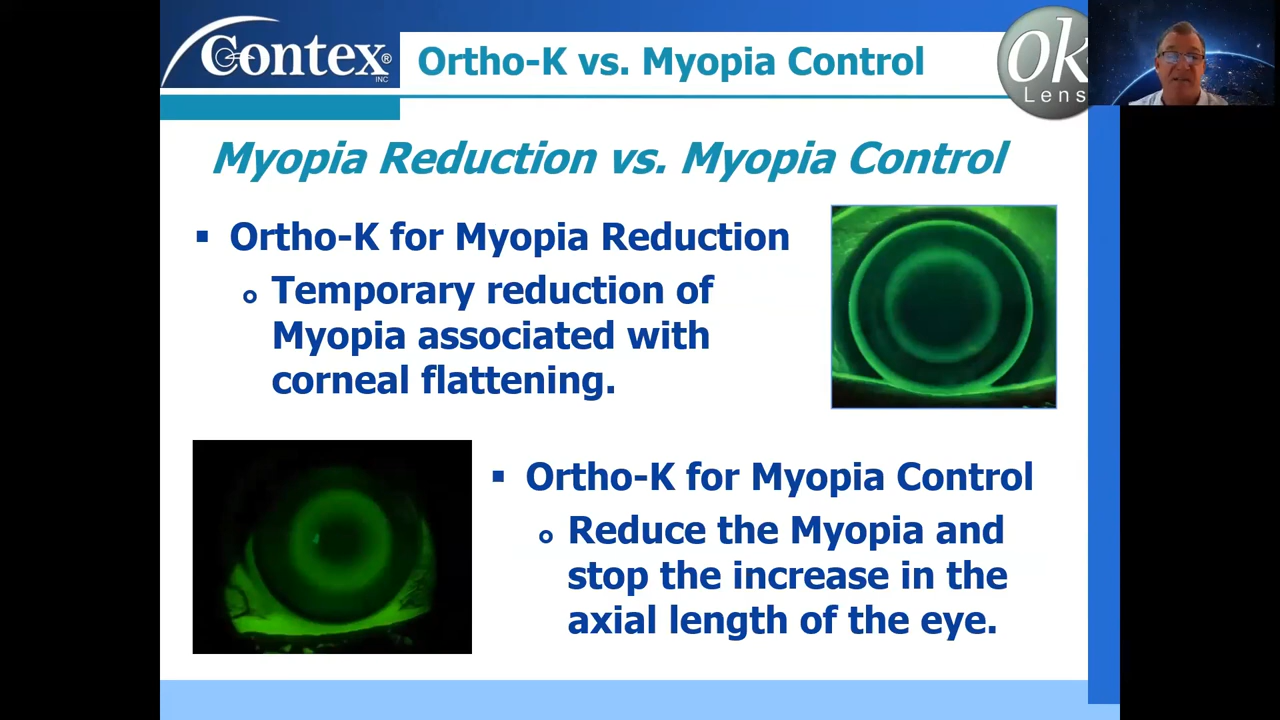 Contex®
INC
Ortho-K vs. Myopia Control
ok
Lens
Myopia Reduction vs. Myopia Control
Ortho-K for Myopia Reduction
Temporary reduction of
Myopia associated with
corneal flattening.
Ortho-K for Myopia Control
Reduce the Myopia and
stop the increase in the
axial length of the eye.